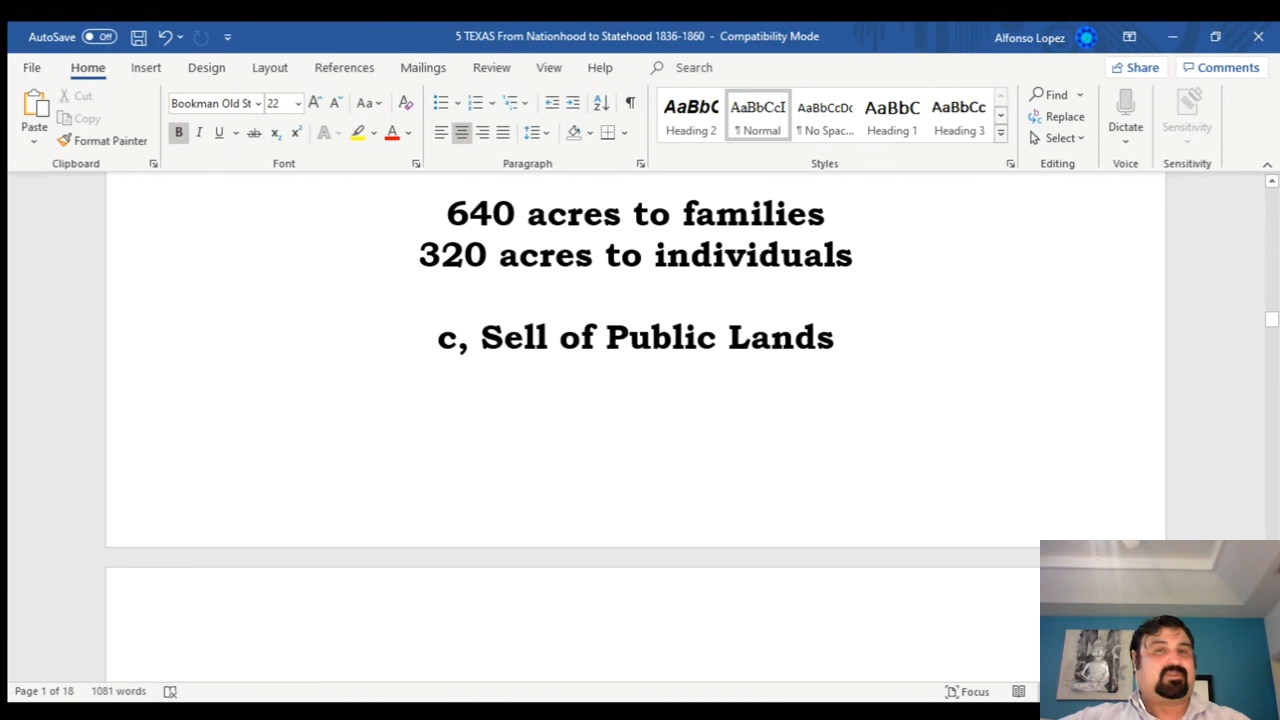 AutoSave Off
5 TEXAS From Nationhood to Statehood 1836-1860 - Compatibility Mode
Alfonso Lopez
File Home Insert Design Layout References Mailings Review View Help Search
Share Comments
Paste
Cut
Copy
Format Painter
Clipboard
Bookman Old St 22
Font
Paragraph
AaBbC AaBbCcI AaBbCcDc AaBbC AaBbCc
Heading 2 ¶ Normal ¶ No Spac... Heading 1 Heading 3
Styles
Find
Replace
Select
Editing
Dictate
Voice
Sensitivity
Sensitivity
640 acres to families
320 acres to individuals
c, Sell of Public Lands
Page 1 of 18 1081 words
Focus